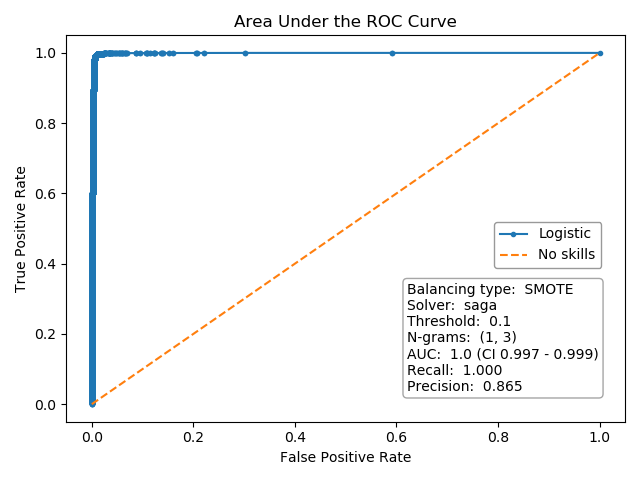 Area Under the ROC Curve
True Positive Rate
1.0
0.8
0.6
0.4
0.2
0.0
Logistic
No skills
Balancing type:  SMOTE
Solver:  saga
Threshold:  0.1
N-grams:  (1, 3)
AUC:  1.0 (CI 0.997 - 0.999)
Recall:  1.000
Precision:  0.865
0.0 0.2 0.4 0.6 0.8 1.0
False Positive Rate